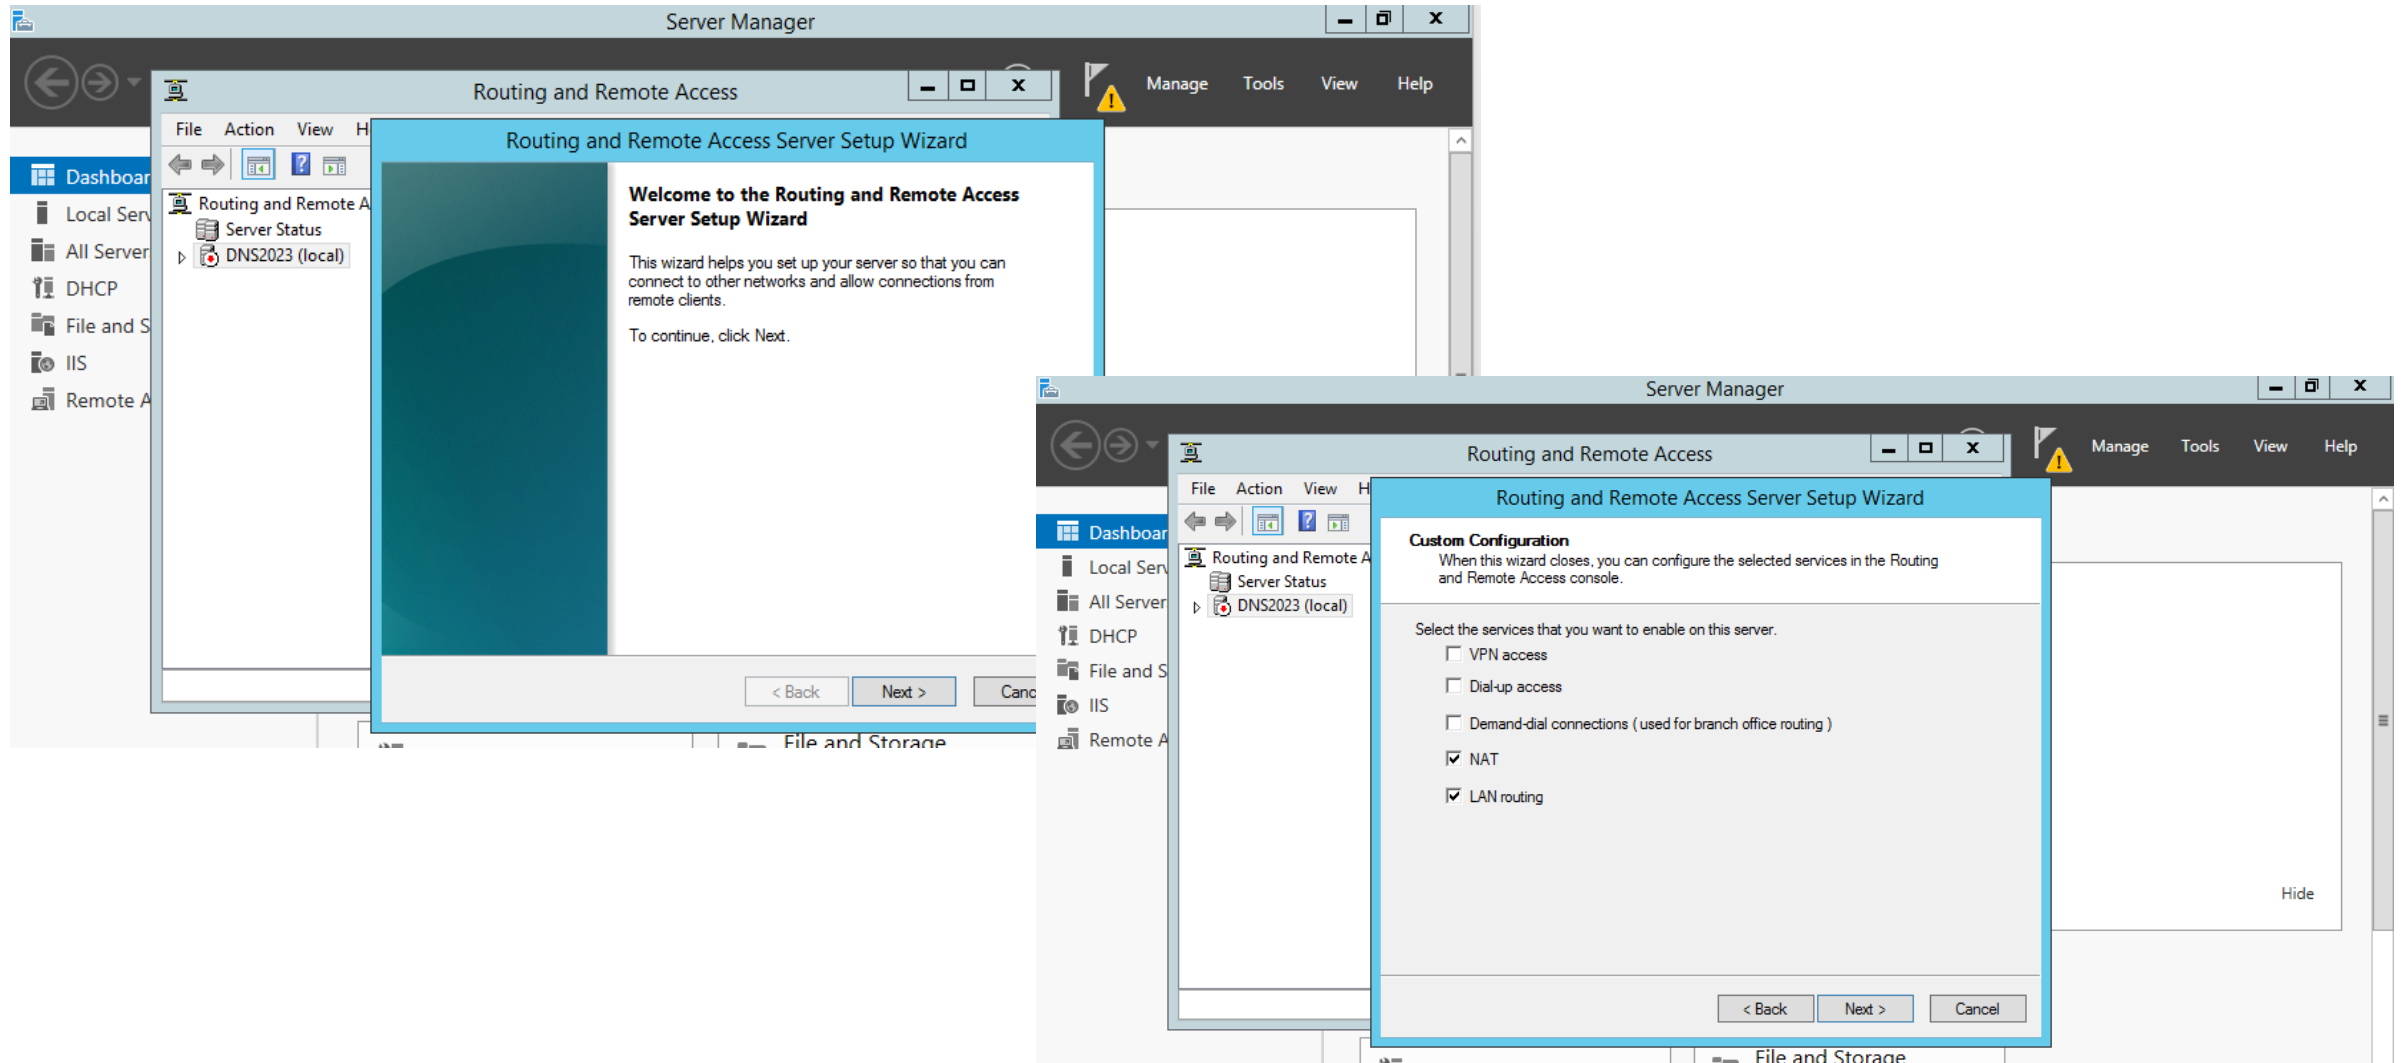 Server Manager
Manage Tools View Help
Routing and Remote Access
File Action View H
Routing and Remote Access Server Setup Wizard
Dashboar
Local Serv
All Server
DHCP
File and S
IIS
Remote A
Routing and Remote A
Server Status
DNS2023 (local)
Welcome to the Routing and Remote Access
Server Setup Wizard
This wizard helps you set up your server so that you can
connect to other networks and allow connections from
remote clients.
To continue, click Next.
< Back Next > Canc
File and Storage
Server Manager
Manage Tools View Help
Routing and Remote Access
File Action View H
Routing and Remote Access Server Setup Wizard
Dashboar
Local Serv
All Server
DHCP
File and S
IIS
Remote A
Routing and Remote A
Server Status
DNS2023 (local)
Custom Configuration
When this wizard closes, you can configure the selected services in the Routing
and Remote Access console.
Select the services that you want to enable on this server.
VPN access
Dial-up access
Demand-dial connections ( used for branch office routing )
NAT
LAN routing
Hide
< Back Next > Cancel
File and Storage